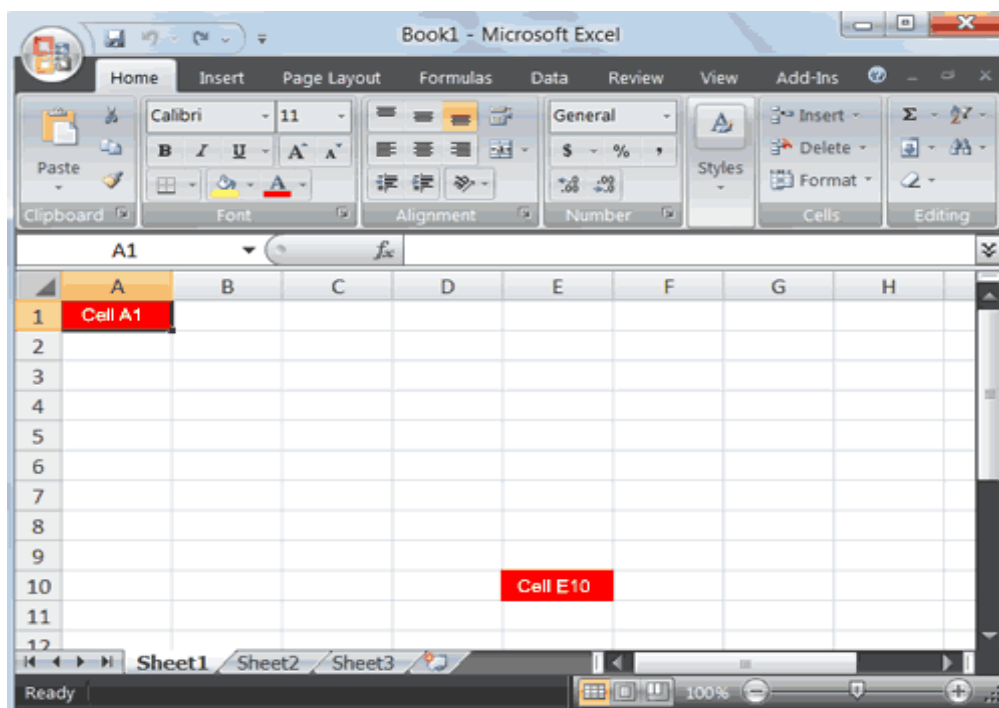 Book1 - Microsoft Excel
Home Insert Page Layout Formulas Data Review View Add-Ins
Calibri 11 General Insert Σ
Paste B I U A A $ % , Styles Delete
A Format
Clipboard Font Alignment Number Cells Editing
A1 fx
A B C D E F G H
1 Cell A1
2
3
4
5
6
7
8
9
10 Cell E10
11
12
Sheet1 Sheet2 Sheet3
Ready 100%